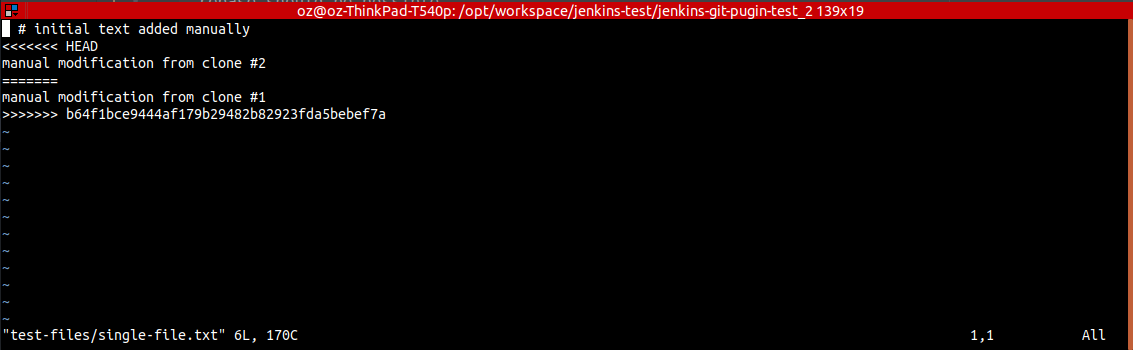 oz@oz-ThinkPad-T540p: /opt/workspace/jenkins-test/jenkins-git-pugin-test_2 139x19
# initial text added manually
<<<<<<< HEAD
manual modification from clone #2
=======
manual modification from clone #1
>>>>>>> b64f1bce9444af179b29482b82923fda5bebef7a
~
~
~
~
~
~
~
~
~
~
~
~
"test-files/single-file.txt" 6L, 170C 1,1 All